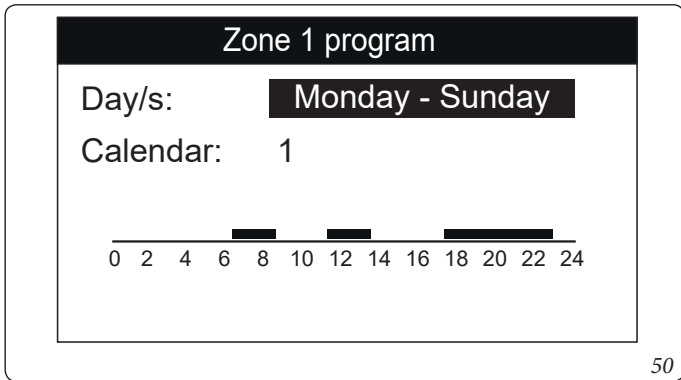 Zone 1 program
Day/s: Monday - Sunday
Calendar: 1
0 2 4 6 8 10 12 14 16 18 20 22 24
50